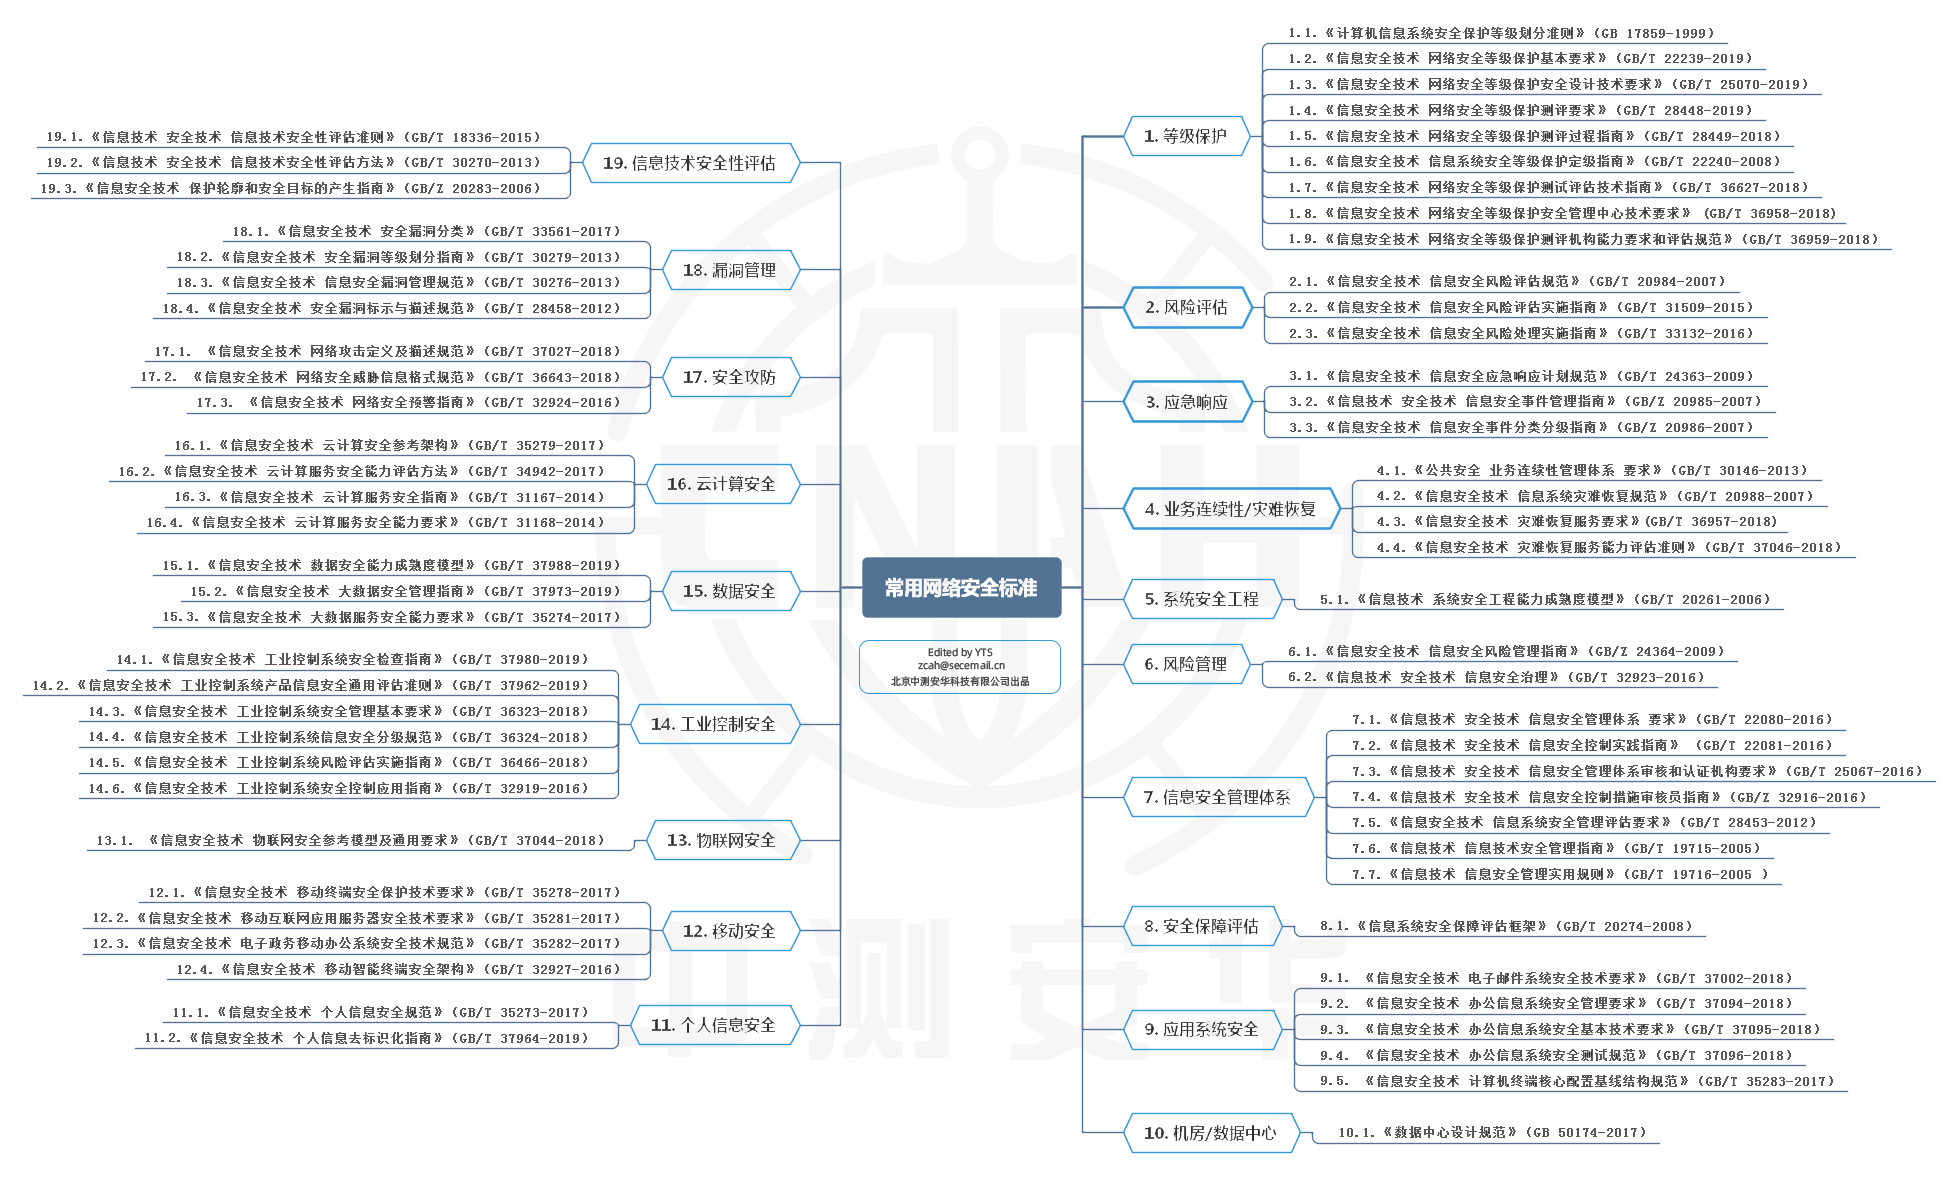 常用网络安全标准
Edited by YTS
zcah@secemail.cn
北京中测安华科技有限公司出品
1. 等级保护
1.1.《计算机信息系统安全保护等级划分准则》（GB 17859-1999）
1.2.《信息安全技术 网络安全等级保护基本要求》（GB/T 22239-2019）
1.3.《信息安全技术 网络安全等级保护安全设计技术要求》（GB/T 25070-2019）
1.4.《信息安全技术 网络安全等级保护测评要求》（GB/T 28448-2019）
1.5.《信息安全技术 网络安全等级保护测评过程指南》（GB/T 28449-2018）
1.6.《信息安全技术 信息系统安全等级保护定级指南》（GB/T 22240-2008）
1.7.《信息安全技术 网络安全等级保护测试评估技术指南》（GB/T 36627-2018）
1.8.《信息安全技术 网络安全等级保护安全管理中心技术要求》 (GB/T 36958-2018)
1.9.《信息安全技术 网络安全等级保护测评机构能力要求和评估规范》（GB/T 36959-2018）
2. 风险评估
2.1.《信息安全技术 信息安全风险评估规范》（GB/T 20984-2007）
2.2.《信息安全技术 信息安全风险评估实施指南》（GB/T 31509-2015）
2.3.《信息安全技术 信息安全风险处理实施指南》（GB/T 33132-2016）
3. 应急响应
3.1.《信息安全技术 信息安全应急响应计划规范》（GB/T 24363-2009）
3.2.《信息技术 安全技术 信息安全事件管理指南》（GB/Z 20985-2007）
3.3.《信息安全技术 信息安全事件分类分级指南》（GB/Z 20986-2007）
4. 业务连续性/灾难恢复
4.1.《公共安全 业务连续性管理体系 要求》（GB/T 30146-2013）
4.2.《信息安全技术 信息系统灾难恢复规范》（GB/T 20988-2007）
4.3.《信息安全技术 灾难恢复服务要求》(GB/T 36957-2018)
4.4.《信息安全技术 灾难恢复服务能力评估准则》（GB/T 37046-2018）
5. 系统安全工程
5.1.《信息技术 系统安全工程能力成熟度模型》（GB/T 20261-2006）
6. 风险管理
6.1.《信息安全技术 信息安全风险管理指南》（GB/Z 24364-2009）
6.2.《信息技术 安全技术 信息安全治理》（GB/T 32923-2016）
7. 信息安全管理体系
7.1.《信息技术 安全技术 信息安全管理体系 要求》（GB/T 22080-2016）
7.2.《信息技术 安全技术 信息安全控制实践指南》 （GB/T 22081-2016）
7.3.《信息技术 安全技术 信息安全管理体系审核和认证机构要求》（GB/T 25067-2016）
7.4.《信息技术 安全技术 信息安全控制措施审核员指南》（GB/Z 32916-2016）
7.5.《信息安全技术 信息系统安全管理评估要求》（GB/T 28453-2012）
7.6.《信息技术 信息技术安全管理指南》（GB/T 19715-2005）
7.7.《信息技术 信息安全管理实用规则》（GB/T 19716-2005 ）
8. 安全保障评估
8.1.《信息系统安全保障评估框架》（GB/T 20274-2008）
9. 应用系统安全
9.1. 《信息安全技术 电子邮件系统安全技术要求》（GB/T 37002-2018）
9.2. 《信息安全技术 办公信息系统安全管理要求》（GB/T 37094-2018）
9.3. 《信息安全技术 办公信息系统安全基本技术要求》（GB/T 37095-2018）
9.4. 《信息安全技术 办公信息系统安全测试规范》（GB/T 37096-2018）
9.5. 《信息安全技术 计算机终端核心配置基线结构规范》（GB/T 35283-2017）
10. 机房/数据中心
10.1.《数据中心设计规范》（GB 50174-2017）
11. 个人信息安全
11.1.《信息安全技术 个人信息安全规范》（GB/T 35273-2017）
11.2.《信息安全技术 个人信息去标识化指南》（GB/T 37964-2019）
12. 移动安全
12.1.《信息安全技术 移动终端安全保护技术要求》（GB/T 35278-2017）
12.2.《信息安全技术 移动互联网应用服务器安全技术要求》（GB/T 35281-2017）
12.3.《信息安全技术 电子政务移动办公系统安全技术规范》（GB/T 35282-2017）
12.4.《信息安全技术 移动智能终端安全架构》（GB/T 32927-2016）
13. 物联网安全
13.1. 《信息安全技术 物联网安全参考模型及通用要求》（GB/T 37044-2018）
14. 工业控制安全
14.1.《信息安全技术 工业控制系统安全检查指南》（GB/T 37980-2019）
14.2.《信息安全技术 工业控制系统产品信息安全通用评估准则》（GB/T 37962-2019）
14.3.《信息安全技术 工业控制系统安全管理基本要求》（GB/T 36323-2018）
14.4.《信息安全技术 工业控制系统信息安全分级规范》（GB/T 36324-2018）
14.5.《信息安全技术 工业控制系统风险评估实施指南》（GB/T 36466-2018）
14.6.《信息安全技术 工业控制系统安全控制应用指南》（GB/T 32919-2016）
15. 数据安全
15.1.《信息安全技术 数据安全能力成熟度模型》（GB/T 37988-2019）
15.2.《信息安全技术 大数据安全管理指南》（GB/T 37973-2019）
15.3.《信息安全技术 大数据服务安全能力要求》（GB/T 35274-2017）
16. 云计算安全
16.1.《信息安全技术 云计算安全参考架构》（GB/T 35279-2017）
16.2.《信息安全技术 云计算服务安全能力评估方法》（GB/T 34942-2017）
16.3.《信息安全技术 云计算服务安全指南》（GB/T 31167-2014）
16.4.《信息安全技术 云计算服务安全能力要求》（GB/T 31168-2014）
17. 安全攻防
17.1. 《信息安全技术 网络攻击定义及描述规范》（GB/T 37027-2018）
17.2. 《信息安全技术 网络安全威胁信息格式规范》（GB/T 36643-2018）
17.3. 《信息安全技术 网络安全预警指南》（GB/T 32924-2016）
18. 漏洞管理
18.1.《信息安全技术 安全漏洞分类》（GB/T 33561-2017）
18.2.《信息安全技术 安全漏洞等级划分指南》（GB/T 30279-2013）
18.3.《信息安全技术 信息安全漏洞管理规范》（GB/T 30276-2013）
18.4.《信息安全技术 安全漏洞标示与描述规范》（GB/T 28458-2012）
19. 信息技术安全性评估
19.1.《信息技术 安全技术 信息技术安全性评估准则》（GB/T 18336-2015）
19.2.《信息技术 安全技术 信息技术安全性评估方法》（GB/T 30270-2013）
19.3.《信息安全技术 保护轮廓和安全目标的产生指南》（GB/Z 20283-2006）
CNAH
中测安华